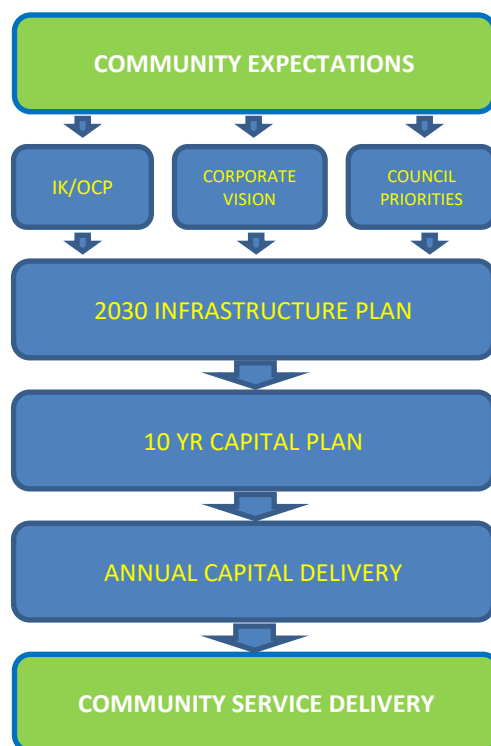 COMMUNITY EXPECTATIONS
IK/OCP
CORPORATE
VISION
COUNCIL
PRIORITIES
2030 INFRASTRUCTURE PLAN
10 YR CAPITAL PLAN
ANNUAL CAPITAL DELIVERY
COMMUNITY SERVICE DELIVERY